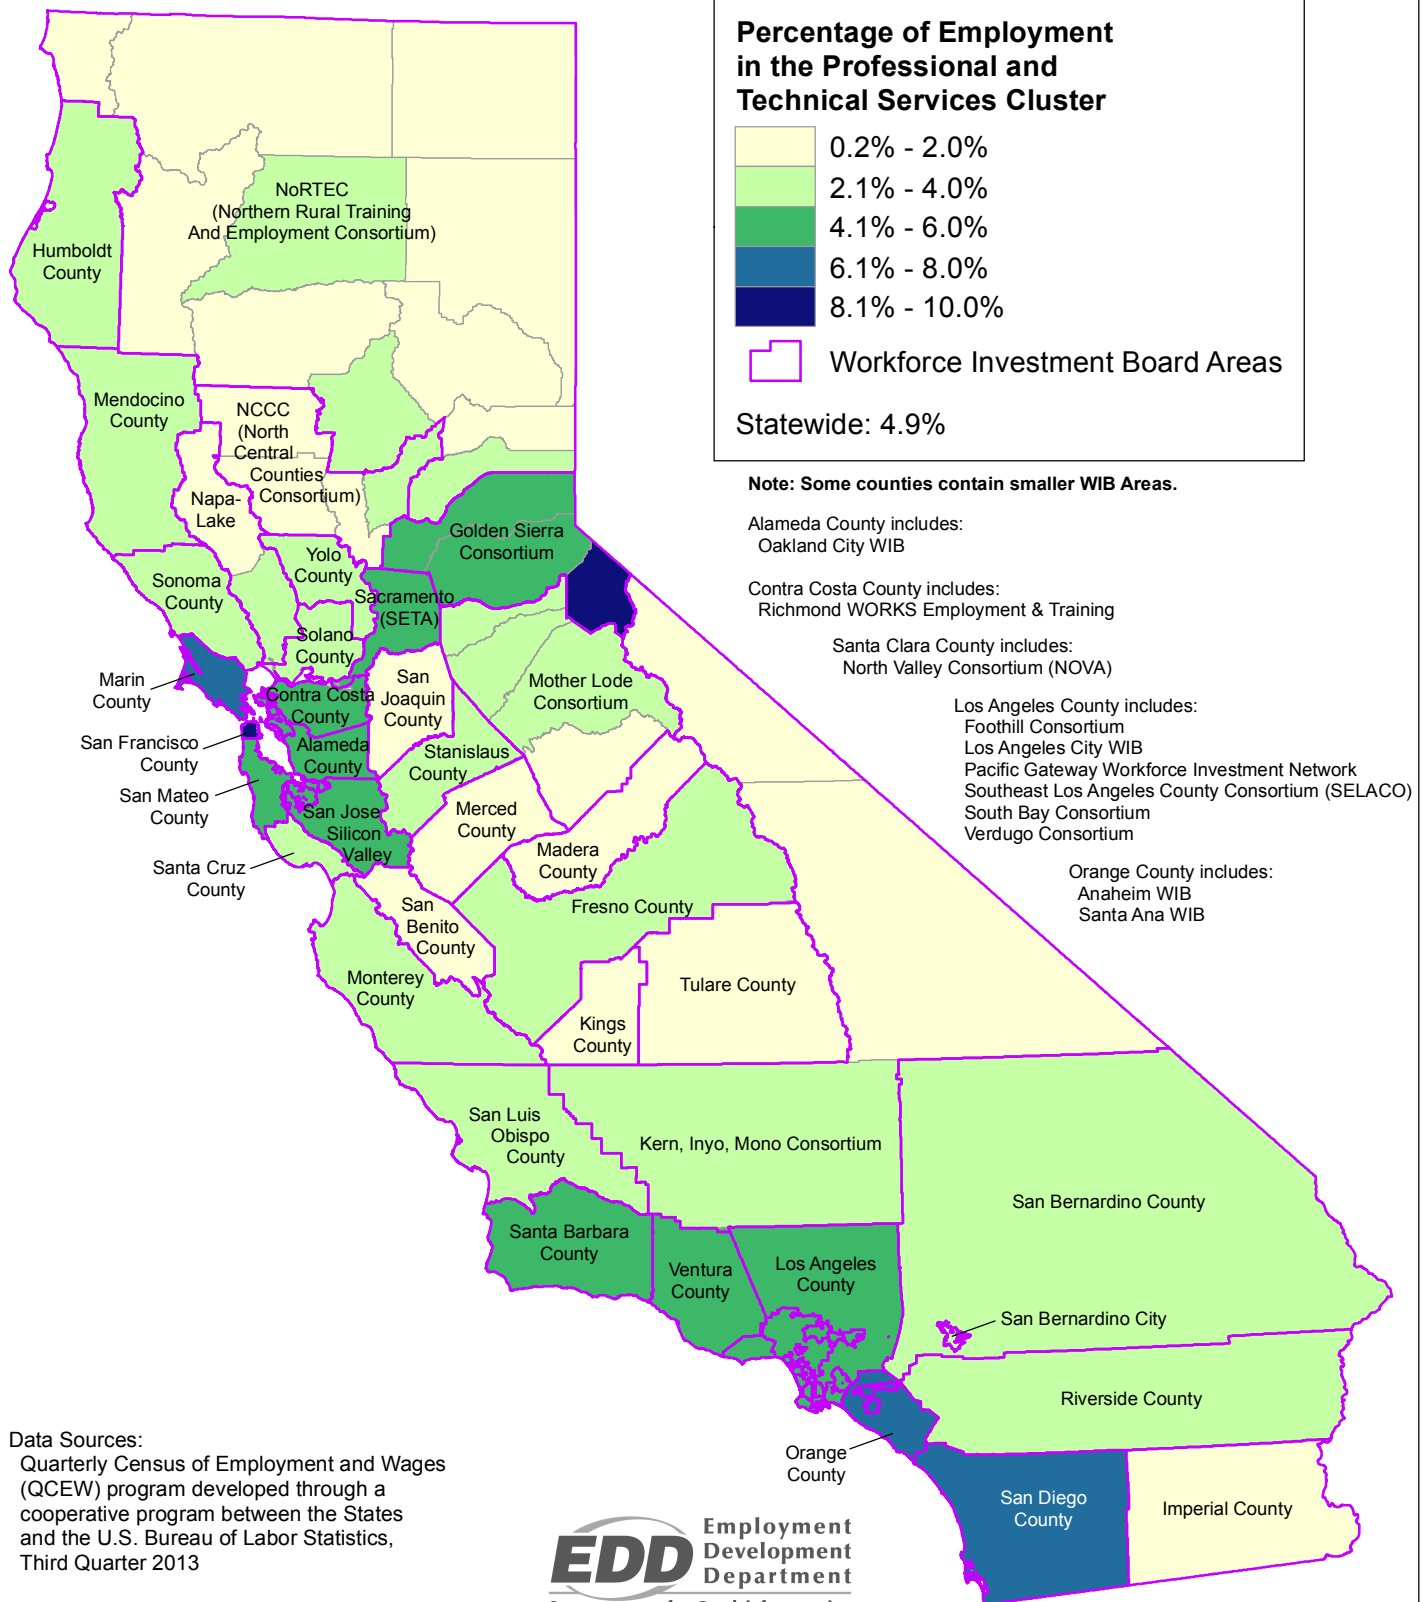 Percentage of Employment
in the Professional and
Technical Services Cluster
0.2% - 2.0%
2.1% - 4.0%
4.1% - 6.0%
6.1% - 8.0%
8.1% - 10.0%
Workforce Investment Board Areas
Statewide: 4.9%
Note: Some counties contain smaller WIB Areas.
Alameda County includes:
Oakland City WIB
Contra Costa County includes:
Richmond WORKS Employment & Training
Santa Clara County includes:
North Valley Consortium (NOVA)
Los Angeles County includes:
Foothill Consortium
Los Angeles City WIB
Pacific Gateway Workforce Investment Network
Southeast Los Angeles County Consortium (SELACO)
South Bay Consortium
Verdugo Consortium
Orange County includes:
Anaheim WIB
Santa Ana WIB
NoRTEC
(Northern Rural Training
And Employment Consortium)
Humboldt
County
Mendocino
County
NCCC
(North
Central
Counties
Consortium)
Napa-
Lake
Golden Sierra
Consortium
Yolo
County
Sonoma
County
Sacramento
(SETA)
Solano
County
Marin
County
Contra Costa
County
San
Joaquin
County
Mother Lode
Consortium
San Francisco
County
Alameda
County
Stanislaus
County
San Mateo
County
San Jose
Silicon
Valley
Merced
County
Santa Cruz
County
Madera
County
San
Benito
County
Fresno County
Monterey
County
Tulare County
Kings
County
San Luis
Obispo
County
Kern, Inyo, Mono Consortium
San Bernardino County
Santa Barbara
County
Ventura
County
Los Angeles
County
San Bernardino City
Riverside County
Orange
County
San Diego
County
Imperial County
Data Sources:
Quarterly Census of Employment and Wages
(QCEW) program developed through a
cooperative program between the States
and the U.S. Bureau of Labor Statistics,
Third Quarter 2013
EDD
Employment
Development
Department